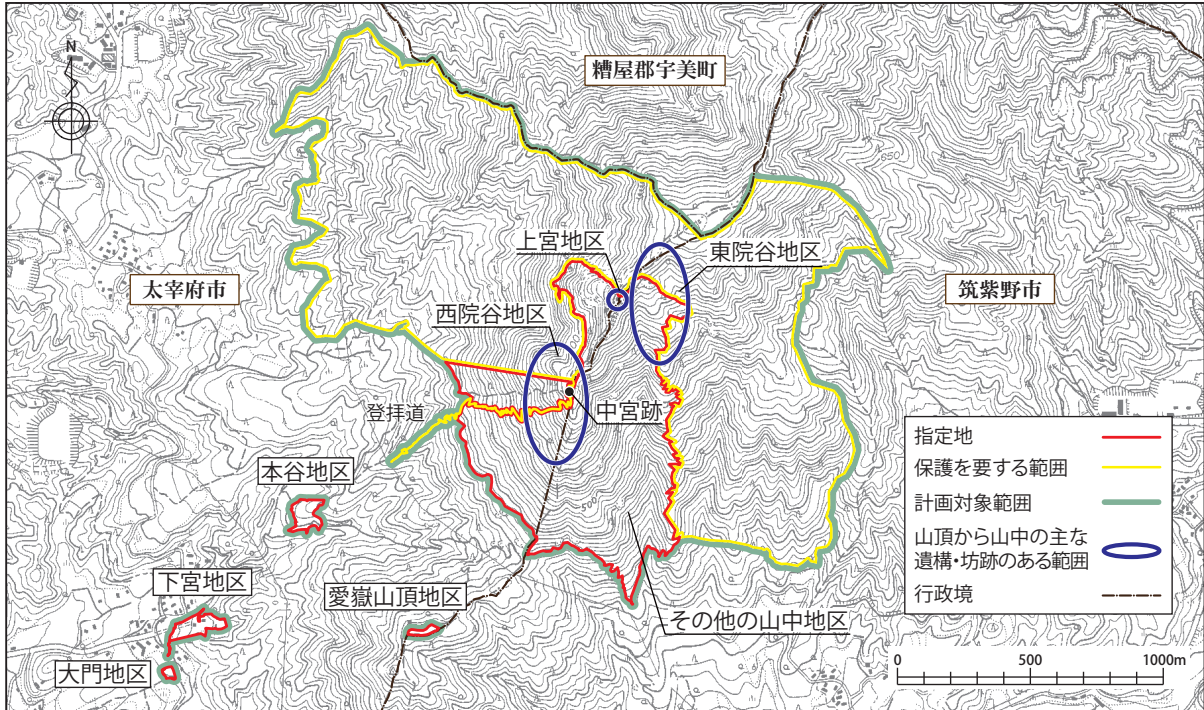 N
糟屋郡宇美町
650
上宮地区
東院谷地区
太宰府市
筑紫野市
西院谷地区
中宮跡
登拝道
本谷地区
500
下宮地区
愛嶽山頂地区
その他の山中地区
大門地区
指定地
保護を要する範囲
計画対象範囲
山頂から山中の主な
遺構・坊跡のある範囲
行政境
0 500 1000m